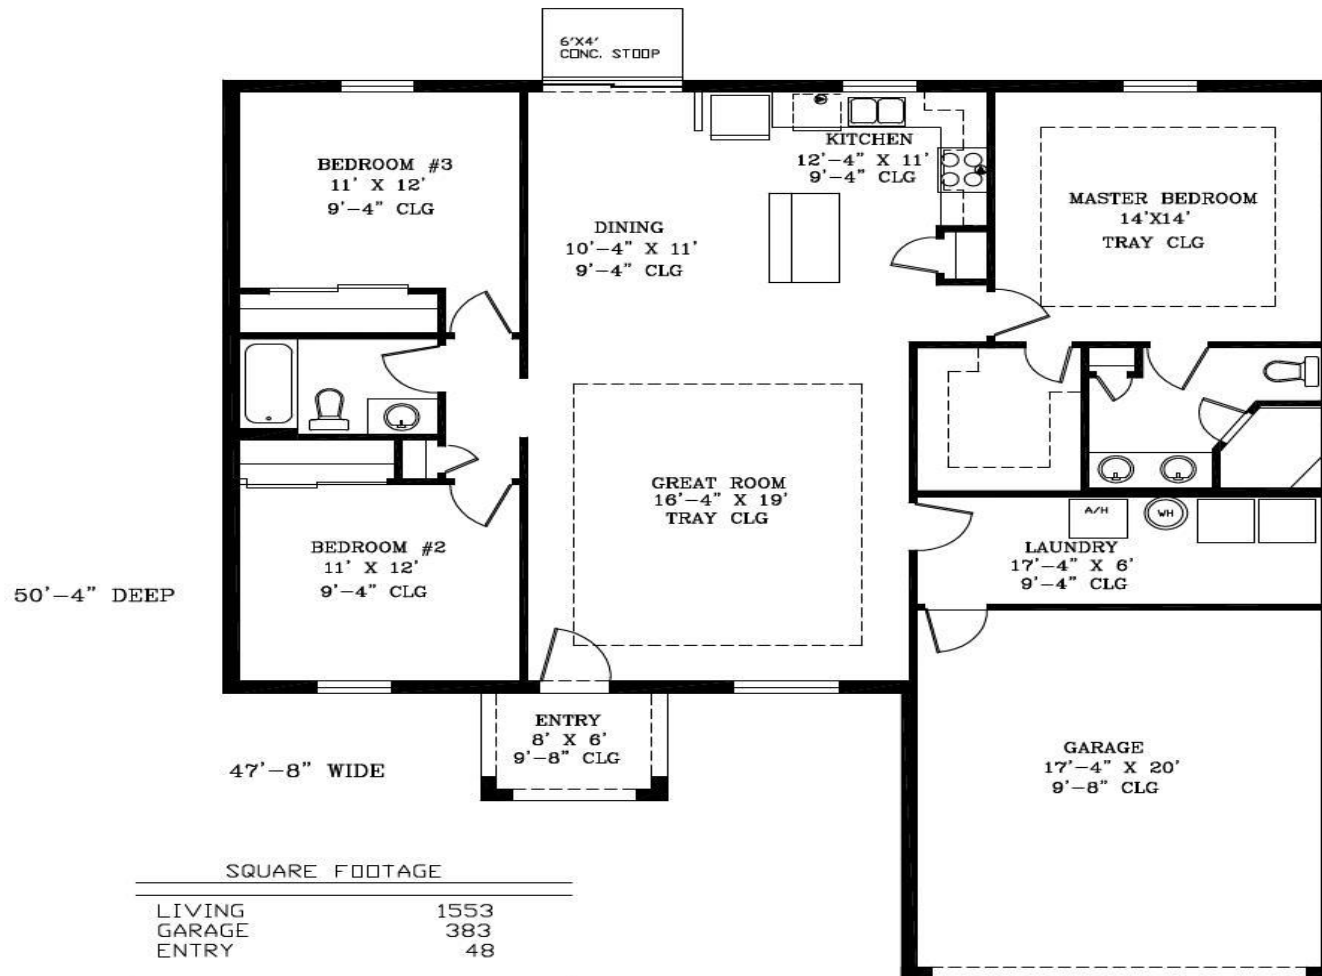 6'X4'
CONC. STOOP
BEDROOM #3
11' X 12'
9'-4" CLG
KITCHEN
12'-4" X 11'
9'-4" CLG
MASTER BEDROOM
14'X14'
TRAY CLG
DINING
10'-4" X 11'
9'-4" CLG
GREAT ROOM
16'-4" X 19'
TRAY CLG
A/H
WH
LAUNDRY
17'-4" X 6'
9'-4" CLG
BEDROOM #2
11' X 12'
9'-4" CLG
50'-4" DEEP
ENTRY
8' X 6'
9'-8" CLG
GARAGE
17'-4" X 20'
9'-8" CLG
47'-8" WIDE
SQUARE FOOTAGE
LIVING 1553
GARAGE 383
ENTRY 48